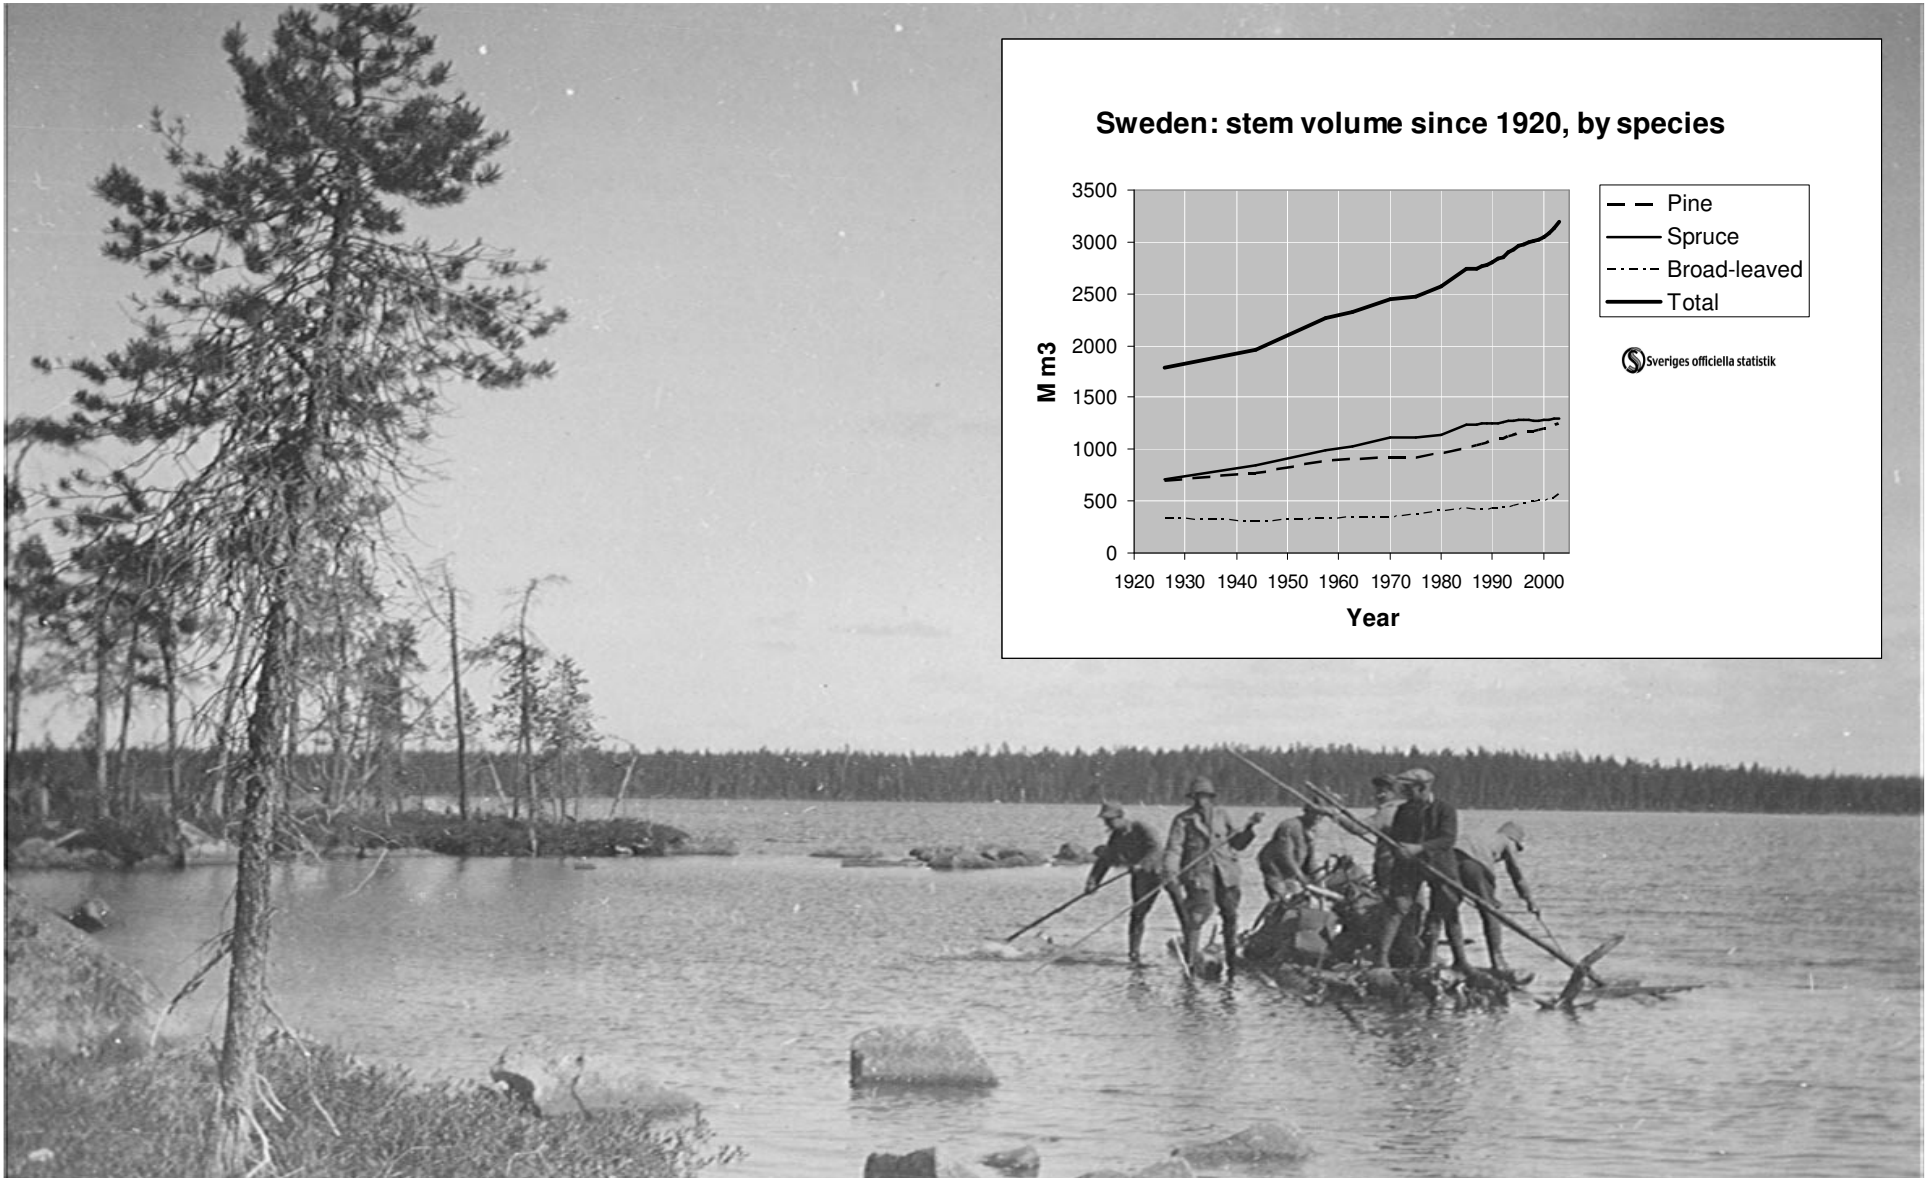 Sweden: stem volume since 1920, by species
3500
3000
2500
2000
1500
1000
500
0
M m3
1920 1930 1940 1950 1960 1970 1980 1990 2000
Year
Pine
Spruce
Broad-leaved
Total
Sveriges officiella statistik